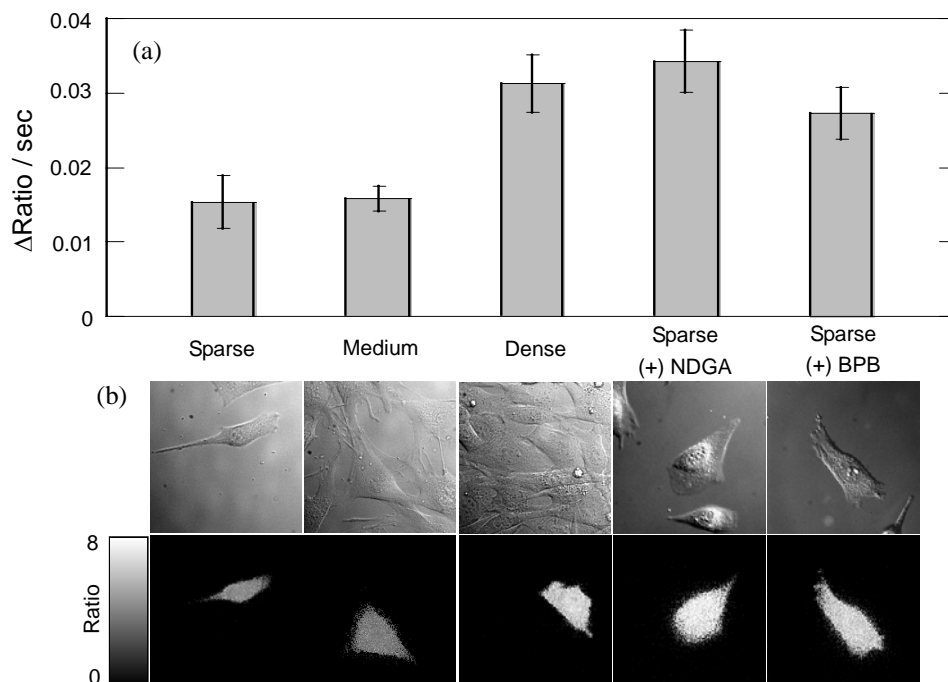 (a)
ΔRatio / sec
0.04
0.03
0.02
0.01
0
Sparse
Medium
Dense
Sparse
(+) NDGA
Sparse
(+) BPB
(b)
8
Ratio
0